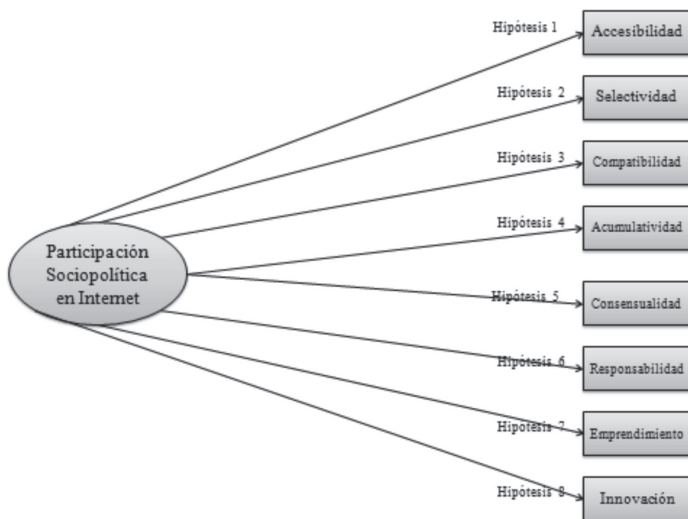 Hipótesis 1
Accesibilidad
Hipótesis 2
Selectividad
Hipótesis 3
Compatibilidad
Hipótesis 4
Acumulatividad
Participación
Sociopolítica
en Internet
Hipótesis 5
Consensualidad
Hipótesis 6
Responsabilidad
Hipótesis 7
Emprendimiento
Hipótesis 8
Innovación